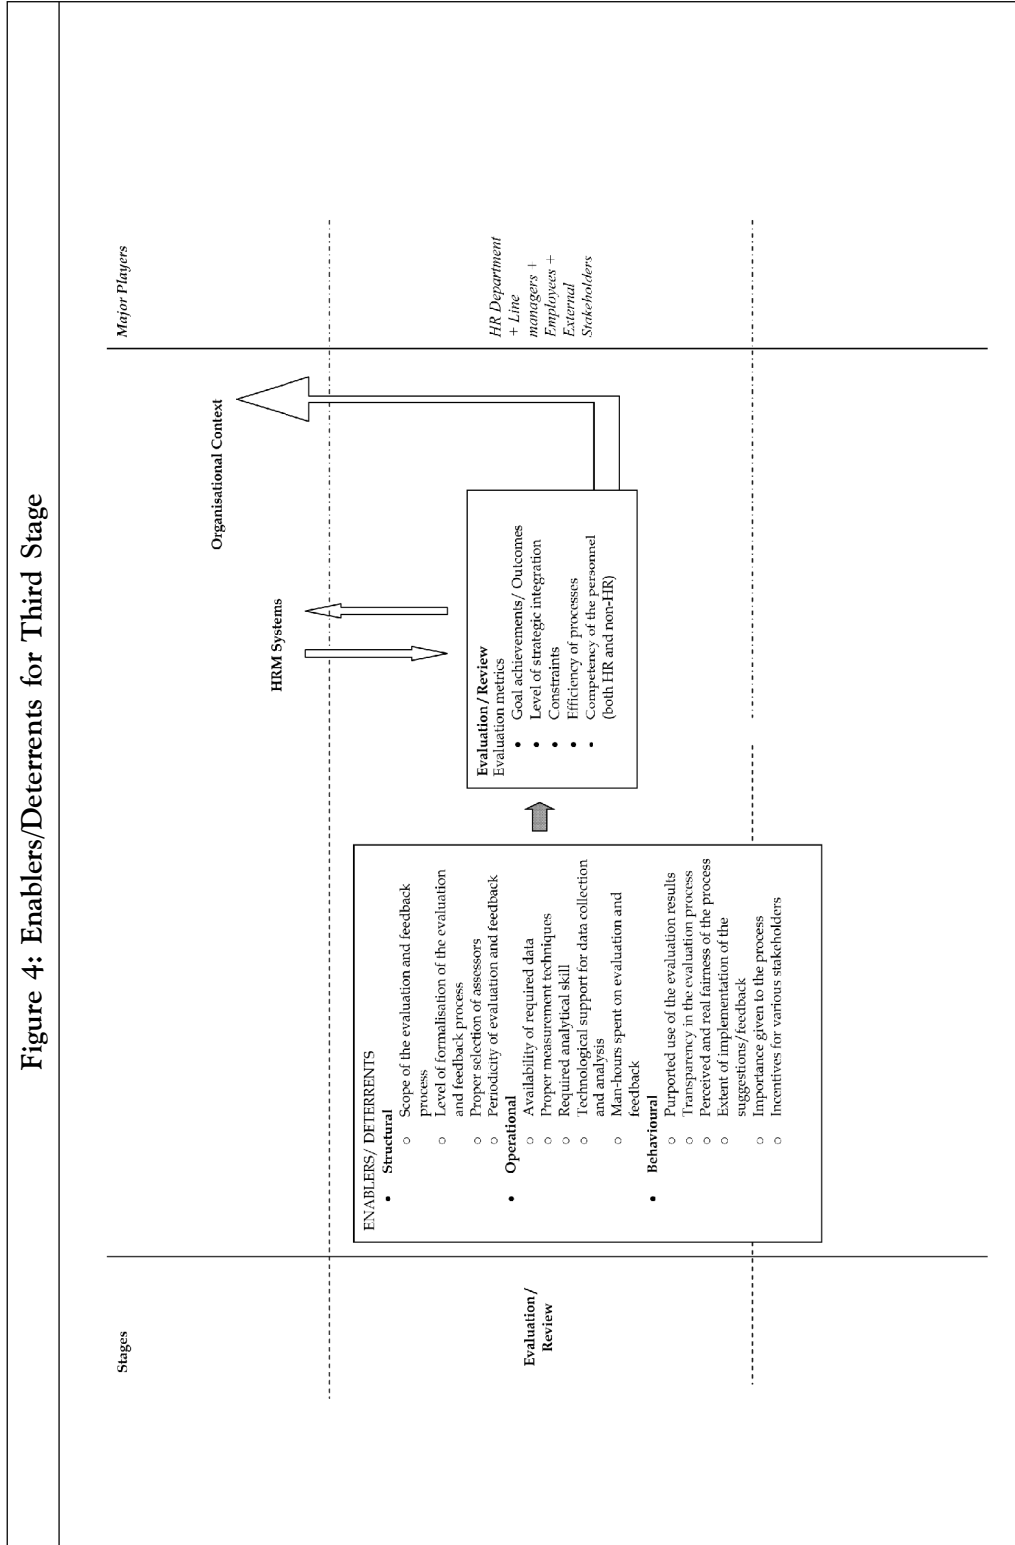 Figure 4: Enablers/Deterrents for Third Stage
Stages
Major Players
Organisational Context
HRM Systems
Evaluation/
Review
ENABLERS/ DETERRENTS
• Structural
○ Scope of the evaluation and feedback
process
○ Level of formalisation of the evaluation
and feedback process
○ Proper selection of assessors
○ Periodicity of evaluation and feedback
• Operational
○ Availability of required data
○ Proper measurement techniques
○ Required analytical skill
○ Technological support for data collection
and analysis
○ Man-hours spent on evaluation and
feedback
• Behavioural
○ Purported use of the evaluation results
○ Transparency in the evaluation process
○ Perceived and real fairness of the process
○ Extent of implementation of the
suggestions/feedback
○ Importance given to the process
○ Incentives for various stakeholders
Evaluation/Review
Evaluation metrics
• Goal achievements/ Outcomes
• Level of strategic integration
• Constraints
• Efficiency of processes
• Competency of the personnel
(both HR and non-HR)
HR Department
+ Line
managers +
Employees +
External
Stakeholders